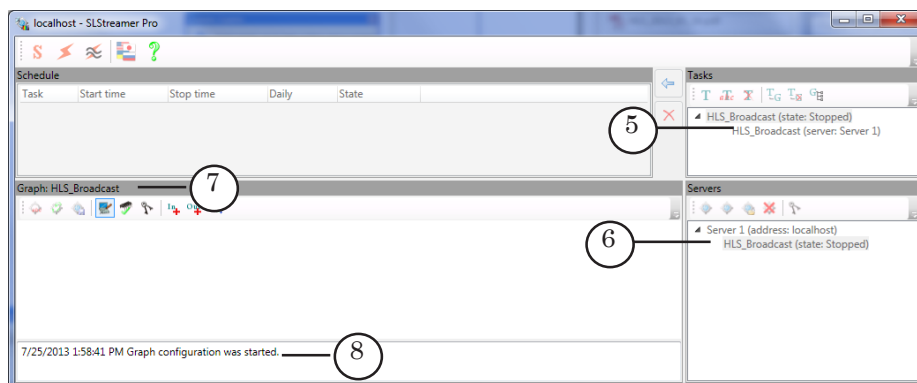 localhost - SLStreamer Pro
S
?
Schedule
Task Start time Stop time Daily State
Tasks
T T T TG T G
HLS_Broadcast (state: Stopped)
HLS_Broadcast (server: Server 1)
5
7
Graph: HLS_Broadcast
In
Servers
Server 1 (address: localhost)
HLS_Broadcast (state: Stopped)
6
7/25/2013 1:58:41 PM Graph configuration was started.
8